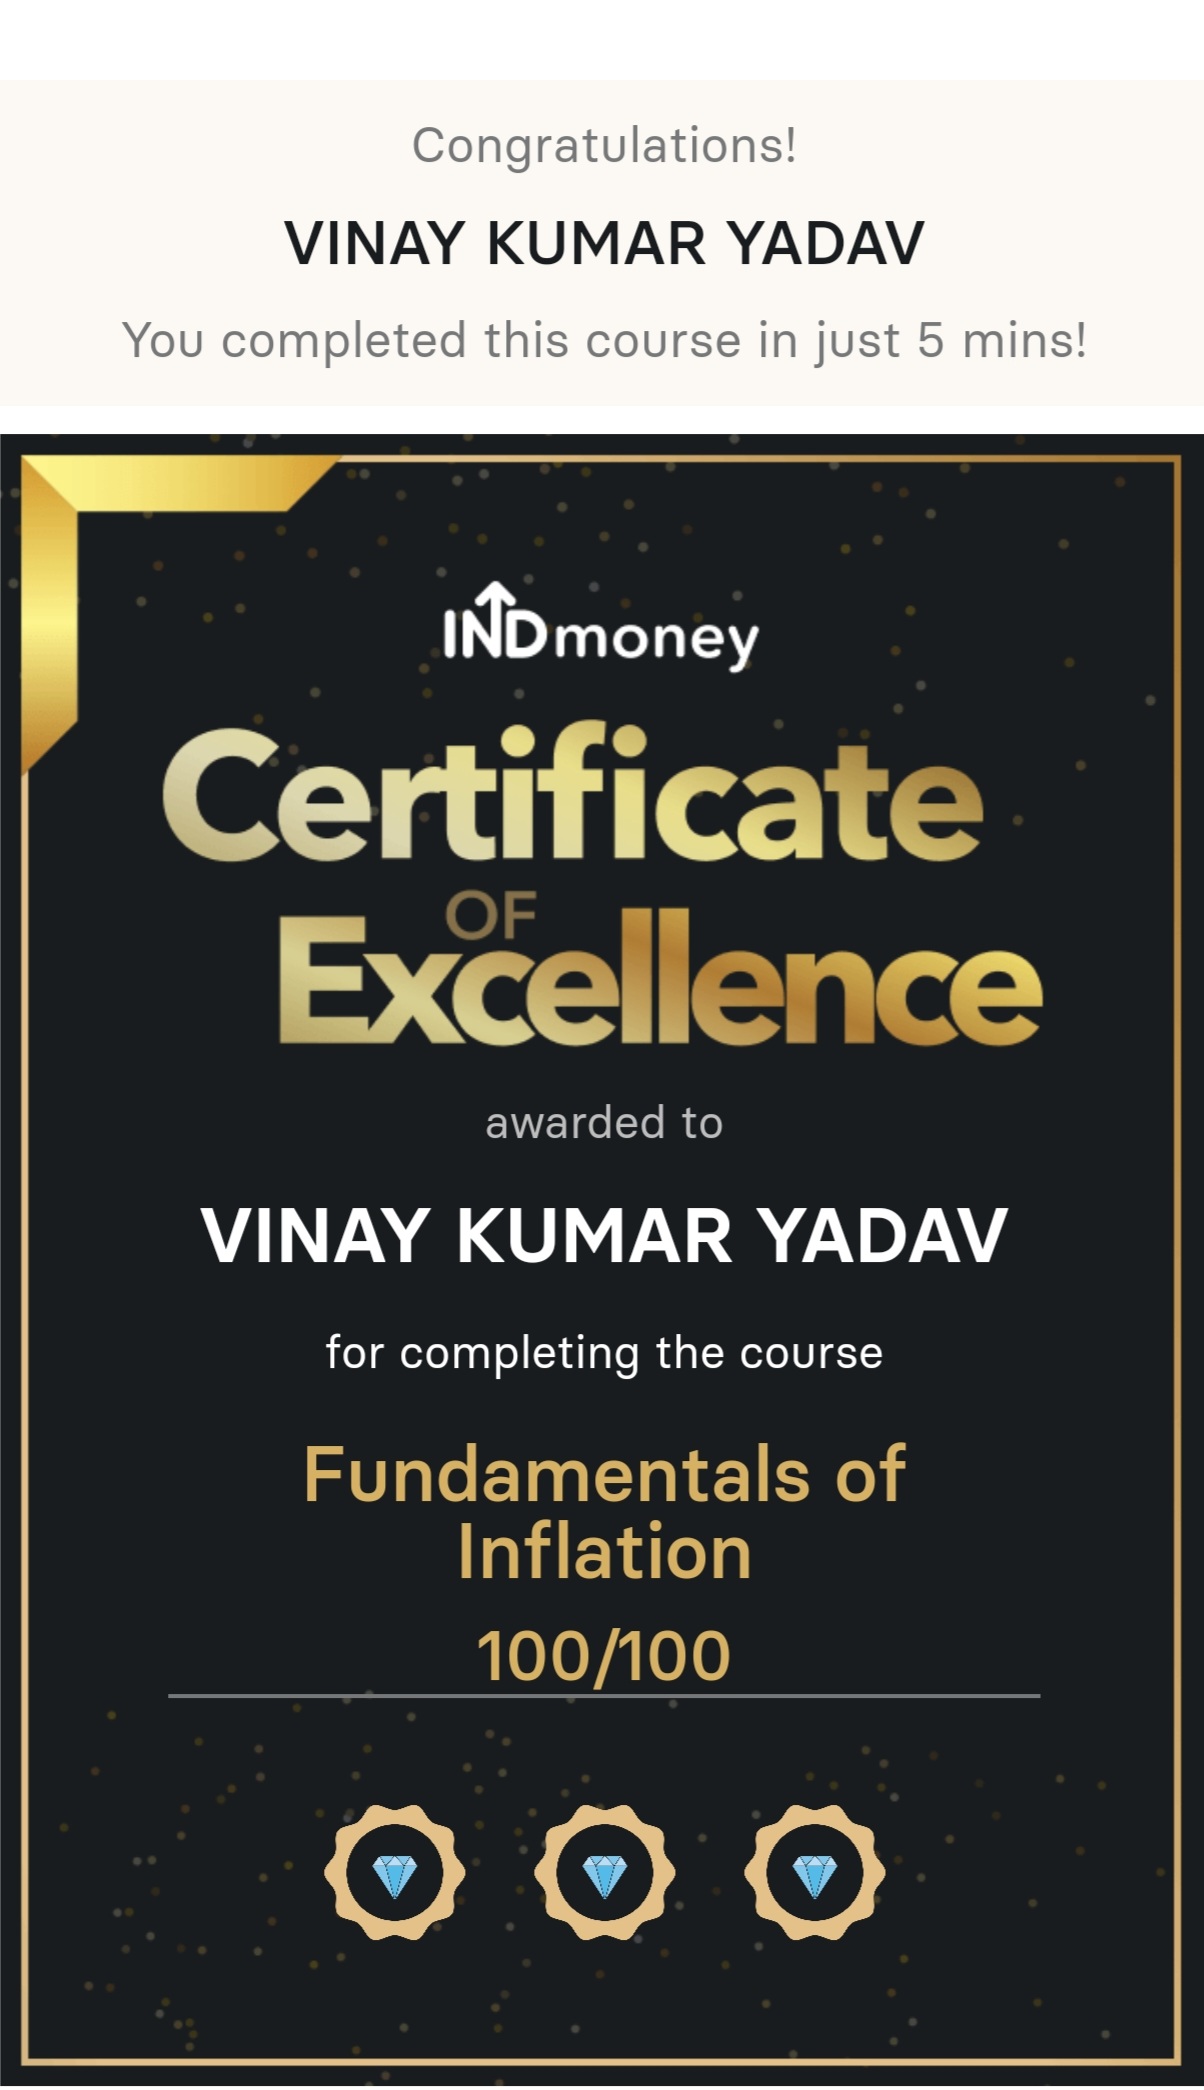 Congratulations!
VINAY KUMAR YADAV
You completed this course in just 5 mins!
INDmoney
Certificate
OF
Excellence
awarded to
VINAY KUMAR YADAV
for completing the course
Fundamentals of
Inflation
100/100